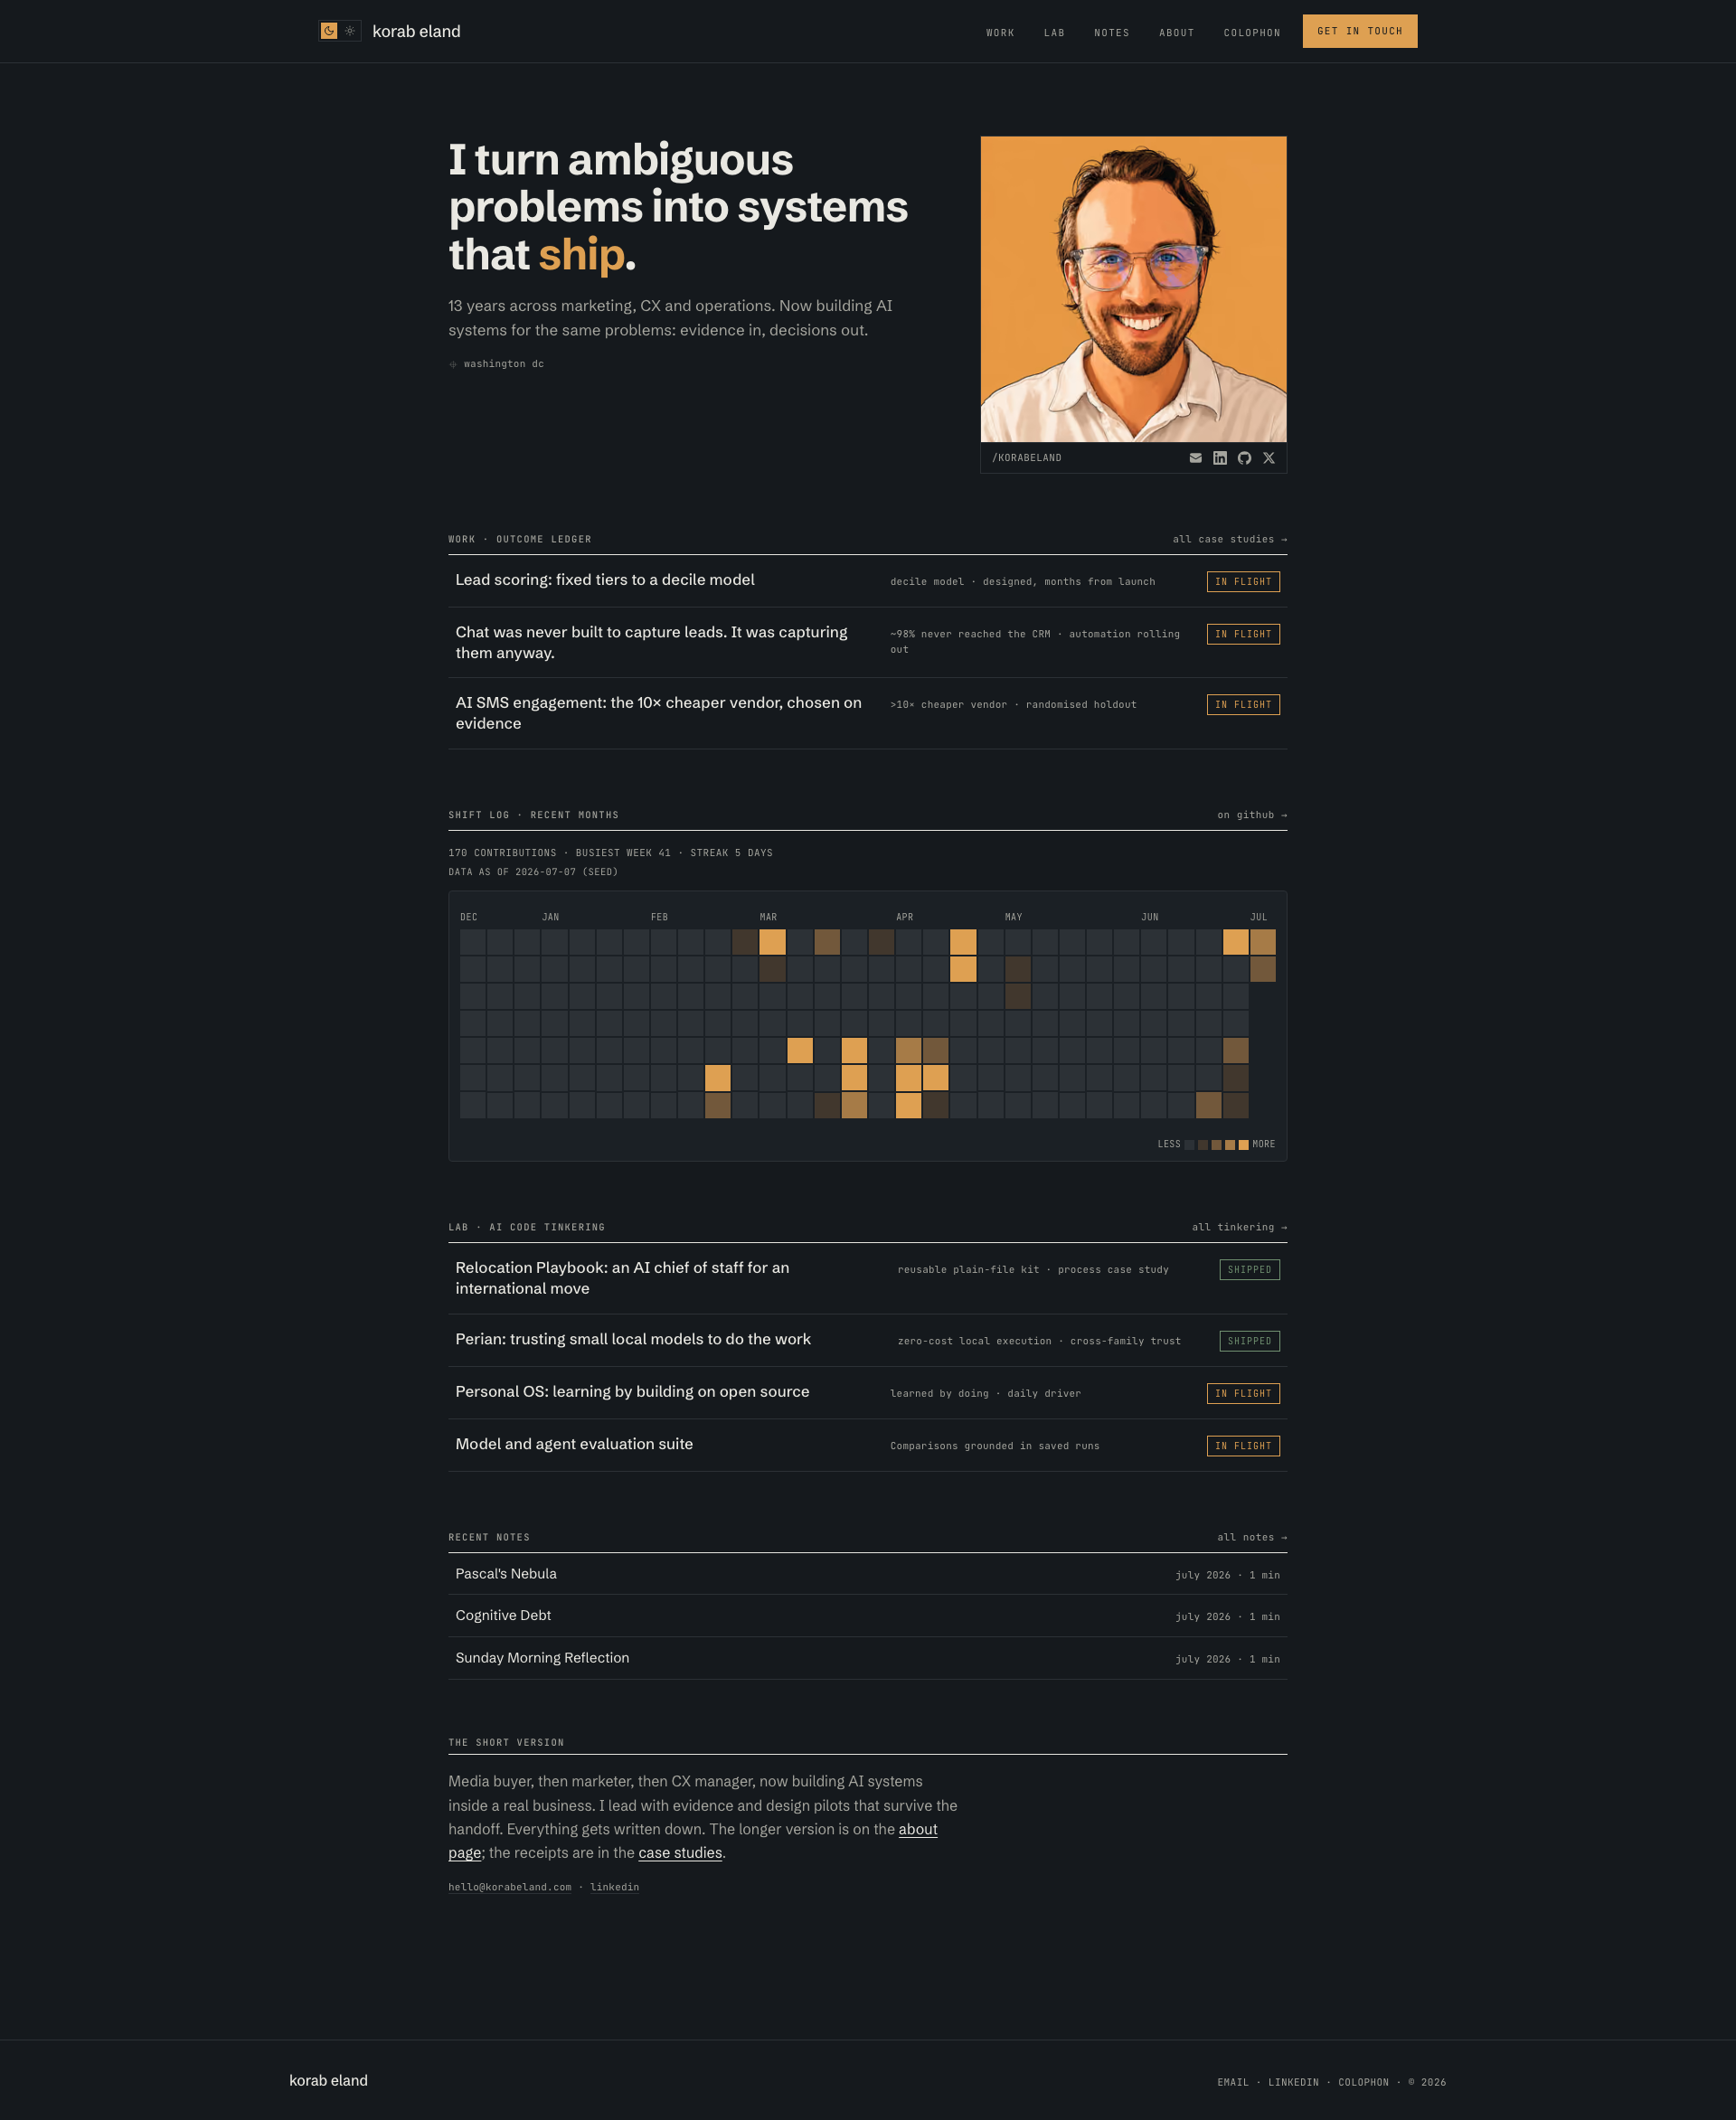 korab eland
WORK LAB NOTES ABOUT COLOPHON GET IN TOUCH
I turn ambiguous
problems into systems
that ship.
13 years across marketing, CX and operations. Now building AI
systems for the same problems: evidence in, decisions out.
washington dc
/KORABELAND
WORK · OUTCOME LEDGER all case studies →
Lead scoring: fixed tiers to a decile model decile model · designed, months from launch IN FLIGHT
Chat was never built to capture leads. It was capturing
them anyway.
~98% never reached the CRM · automation rolling
out
IN FLIGHT
AI SMS engagement: the 10× cheaper vendor, chosen on
evidence
>10× cheaper vendor · randomised holdout IN FLIGHT
SHIFT LOG · RECENT MONTHS on github →
170 CONTRIBUTIONS · BUSIEST WEEK 41 · STREAK 5 DAYS
DATA AS OF 2026-07-07 (SEED)
DEC JAN FEB MAR APR MAY JUN JUL
LESS MORE
LAB · AI CODE TINKERING all tinkering →
Relocation Playbook: an AI chief of staff for an
international move
reusable plain-file kit · process case study SHIPPED
Perian: trusting small local models to do the work zero-cost local execution · cross-family trust SHIPPED
Personal OS: learning by building on open source learned by doing · daily driver IN FLIGHT
Model and agent evaluation suite Comparisons grounded in saved runs IN FLIGHT
RECENT NOTES all notes →
Pascal's Nebula july 2026 · 1 min
Cognitive Debt july 2026 · 1 min
Sunday Morning Reflection july 2026 · 1 min
THE SHORT VERSION
Media buyer, then marketer, then CX manager, now building AI systems
inside a real business. I lead with evidence and design pilots that survive the
handoff. Everything gets written down. The longer version is on the about
page; the receipts are in the case studies.
hello@korabeland.com · linkedin
korab eland EMAIL · LINKEDIN · COLOPHON · © 2026